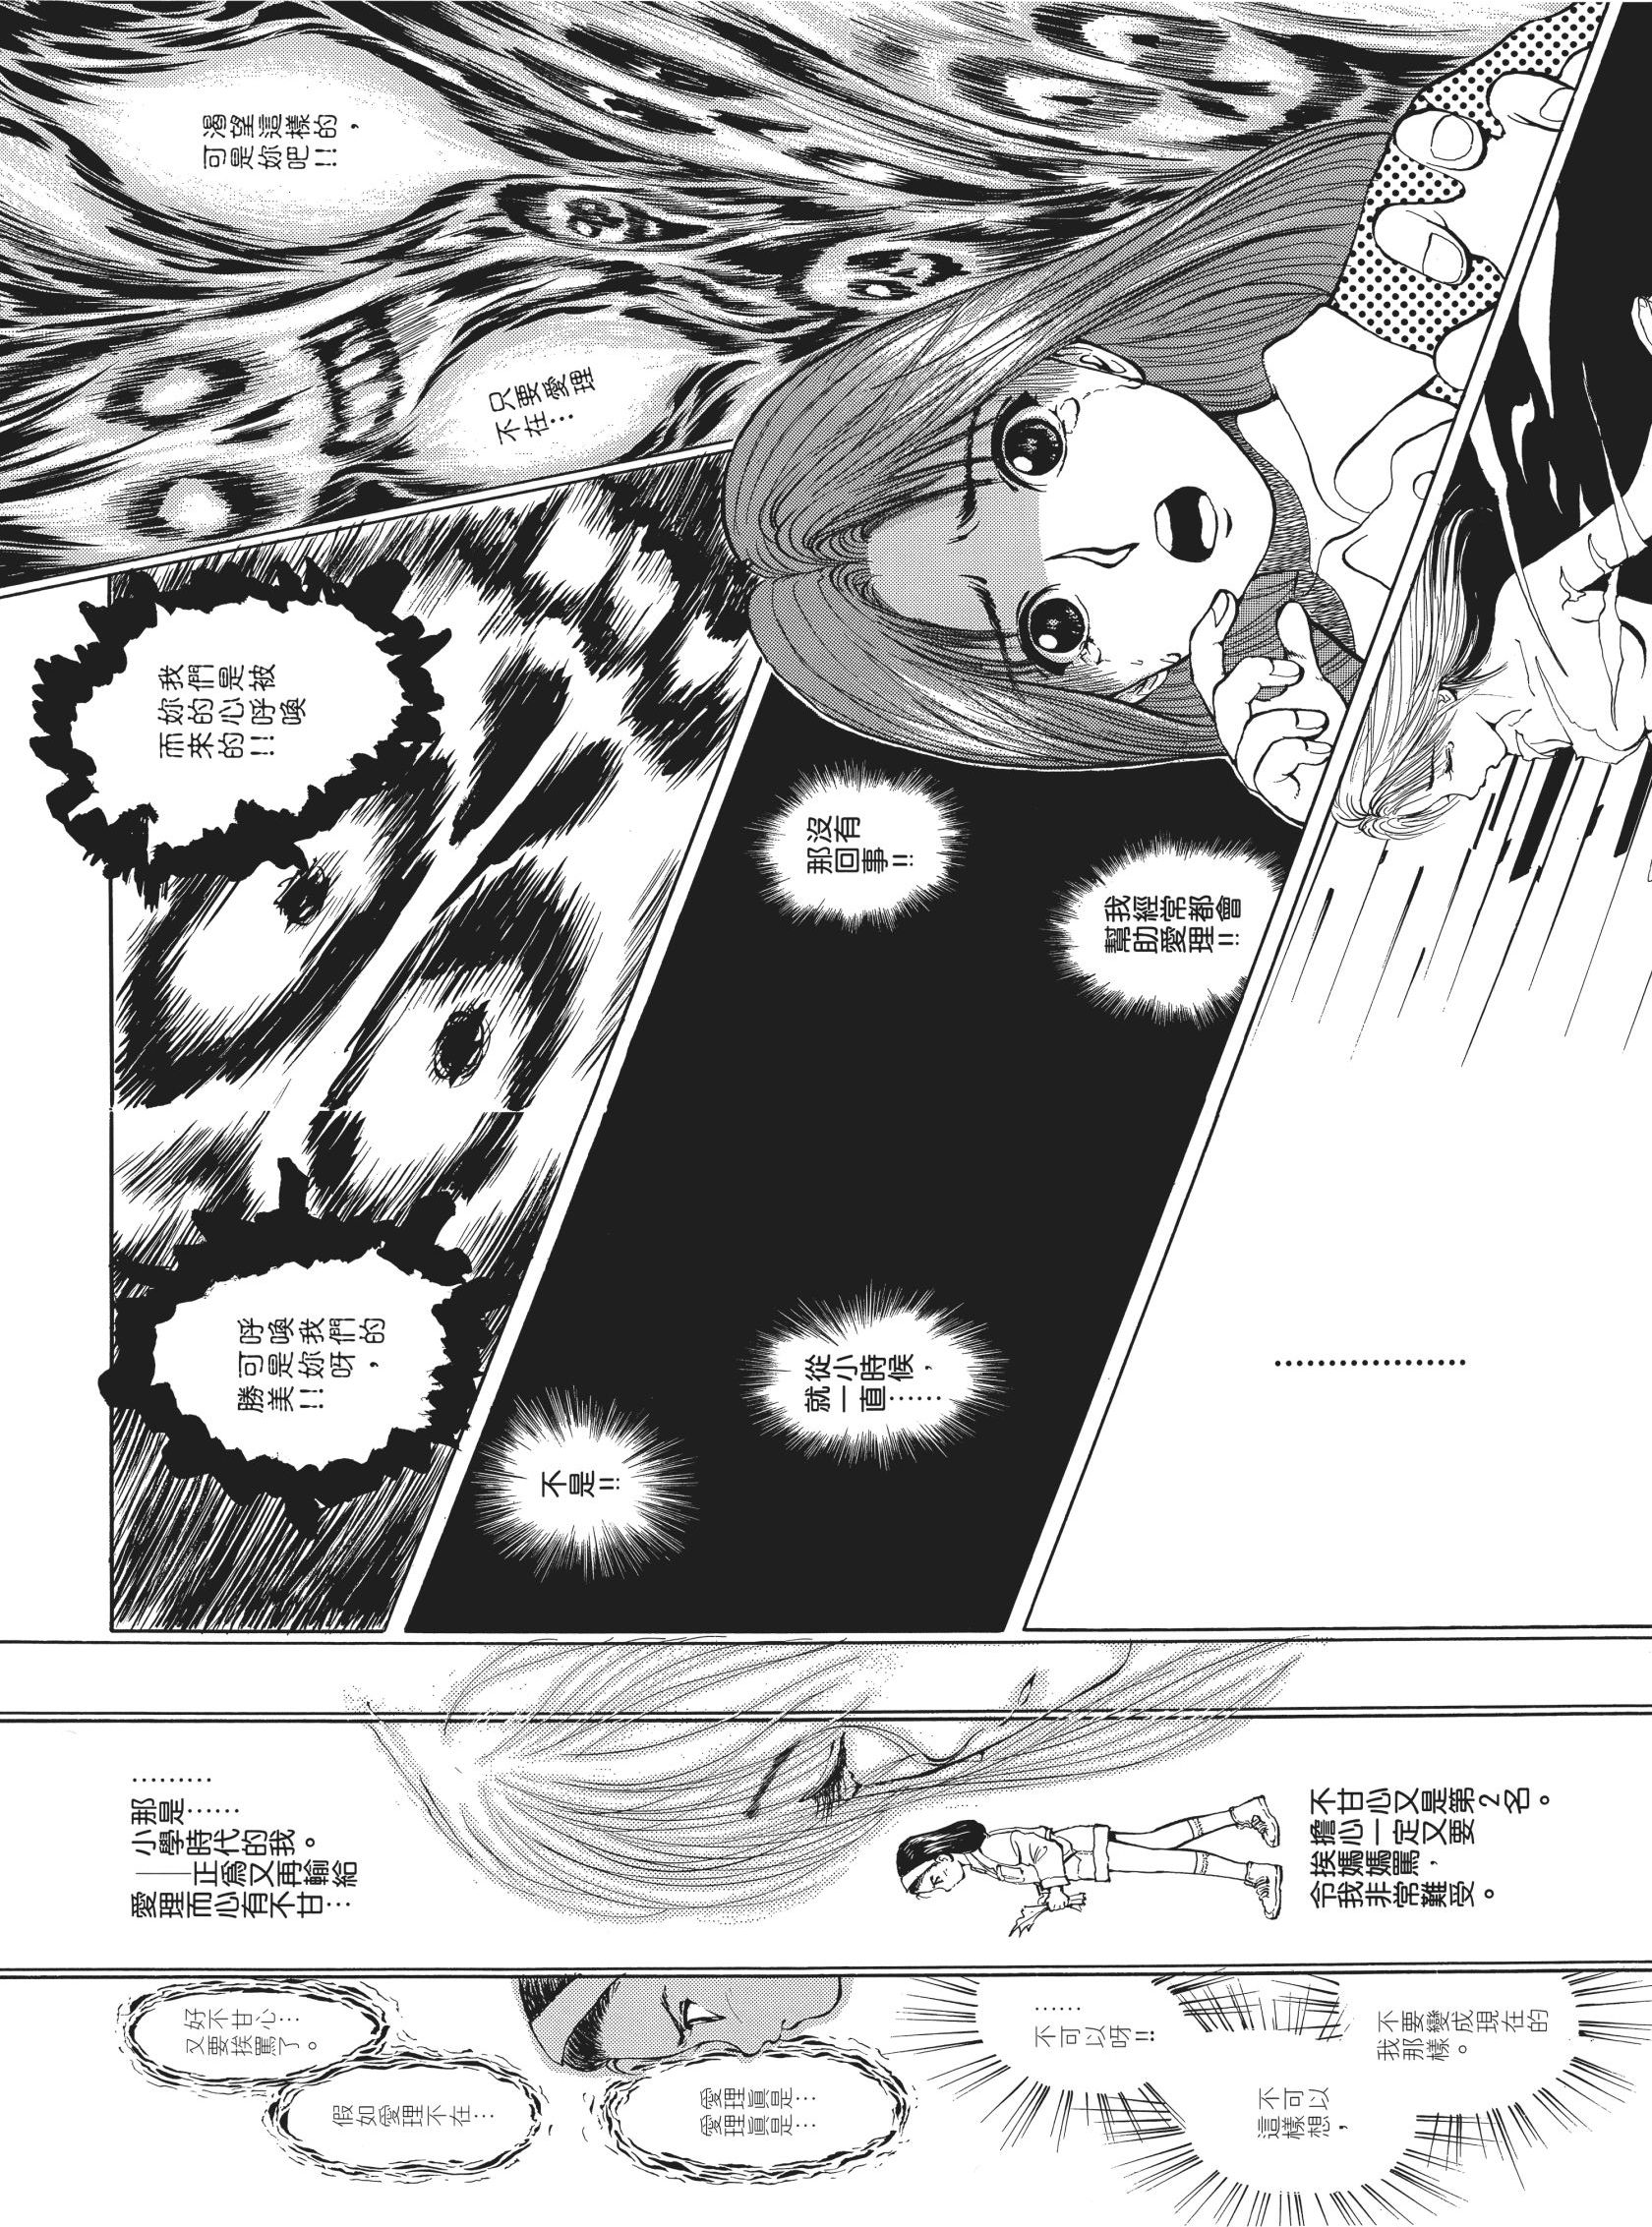 渴望這樣的，
可是妳吧!!
只要愛理
不在…
我們是被
妳的心呼喚
而来的!!
呼喚我們的
可是妳呀，
勝美!!
沒有
那回事!!
我經常都會
幫助愛理!!
不是!!
從小時候，
就一直……
………………
………
那是……
小學時代的我。
──正爲又再輸給
愛理而心有不甘…
不甘心又是第2名。
擔心一定又要
挨媽媽罵，
令我非常難受。
好不甘心…
又要挨罵了。
假如愛理不在…
愛理眞是…
愛理眞是…
……
不可以呀!!
不可以
這樣想，
不要變成現在的
我那樣。